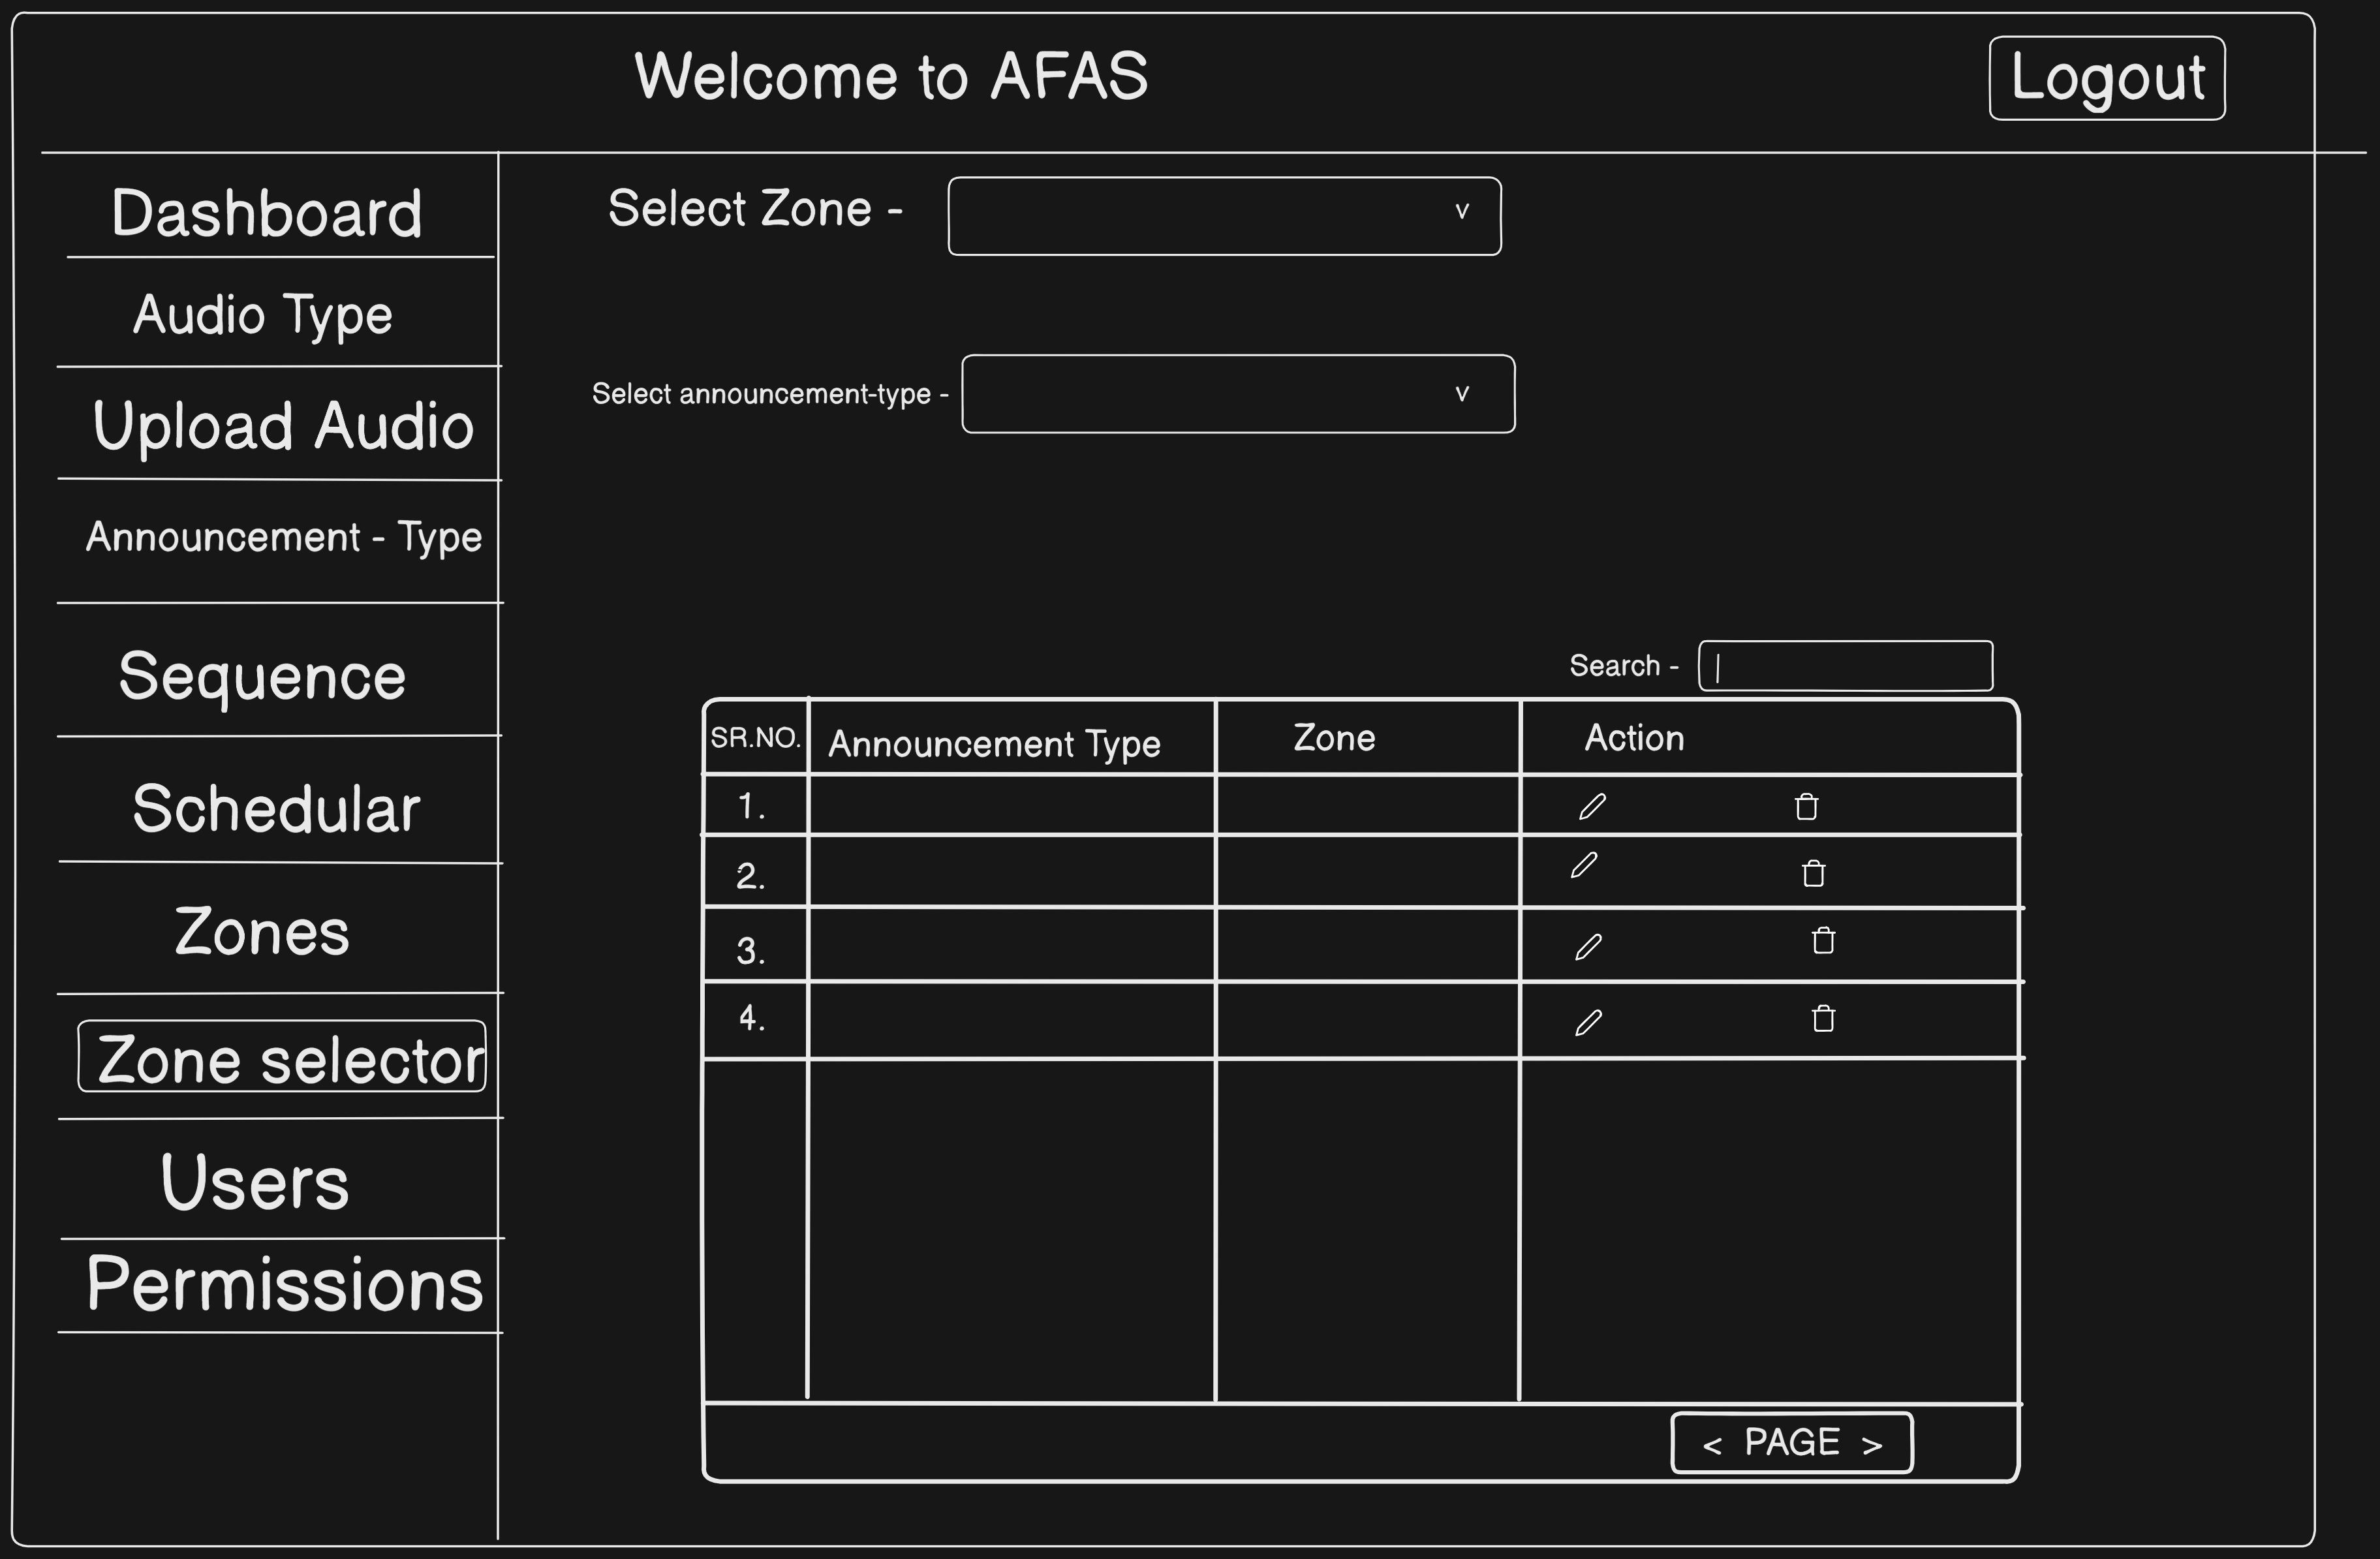 Welcome to AFAS
Logout
Dashboard
Audio Type
Upload Audio
Announcement - Type
Sequence
Schedular
Zones
Zone selector
Users
Permissions
Select Zone -
v
Select announcement-type -
v
Search -
SR.NO. Announcement Type Zone Action
1.
2.
3.
4.
< PAGE >